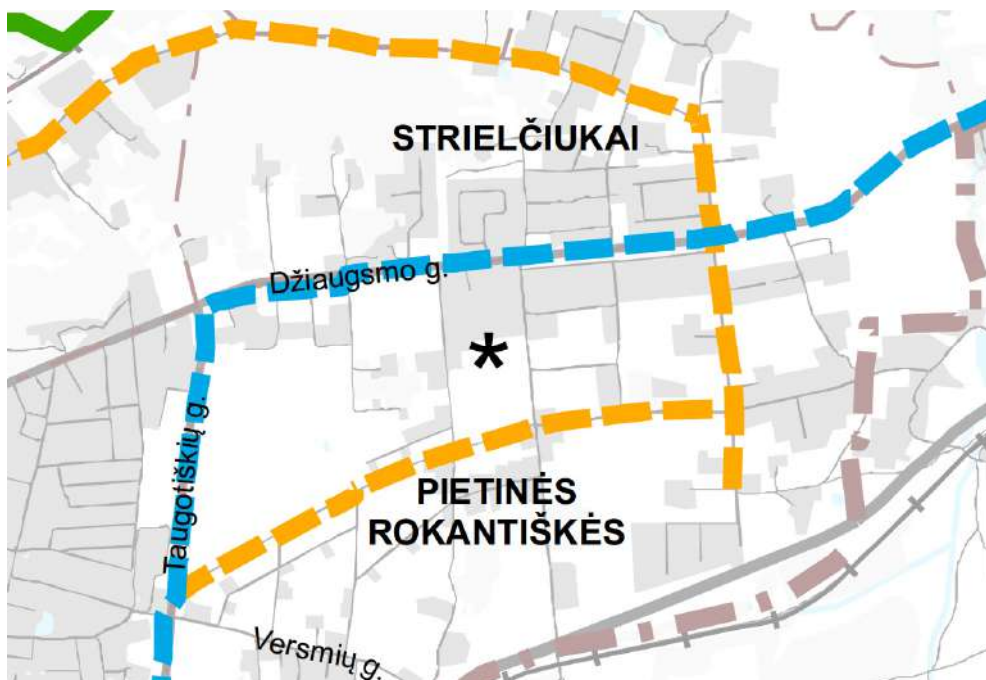 STRIELČIUKAI
Džiaugsmo g.
*
Taugotiškių g.
PIETINĖS
ROKANTIŠKĖS
Versmių g.